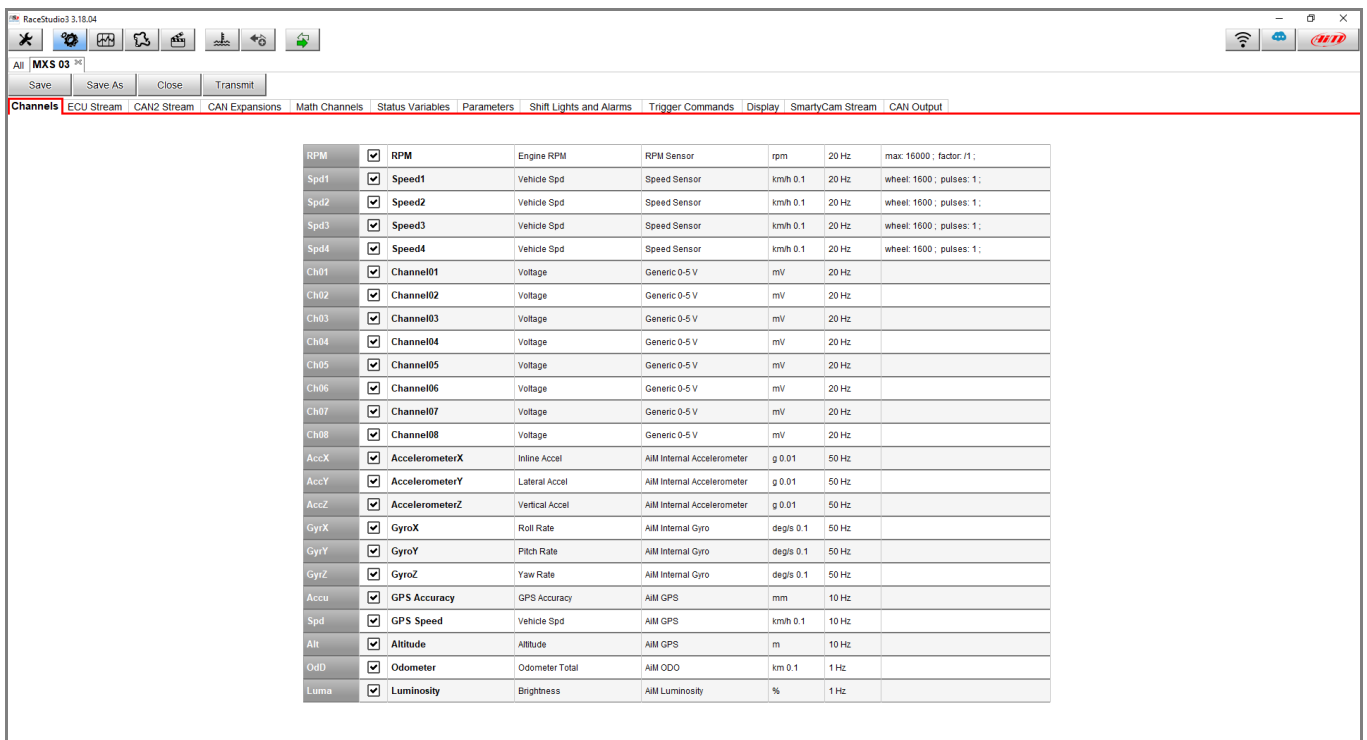 RaceStudio3 3.18.04
AiM
All MXS 03
Save Save As Close Transmit
Channels ECU Stream CAN2 Stream CAN Expansions Math Channels Status Variables Parameters Shift Lights and Alarms Trigger Commands Display SmartyCam Stream CAN Output
RPM RPM Engine RPM RPM Sensor rpm 20 Hz max: 16000 ; factor: /1 ;
Spd1 Speed1 Vehicle Spd Speed Sensor km/h 0.1 20 Hz wheel: 1600 ; pulses: 1 ;
Spd2 Speed2 Vehicle Spd Speed Sensor km/h 0.1 20 Hz wheel: 1600 ; pulses: 1 ;
Spd3 Speed3 Vehicle Spd Speed Sensor km/h 0.1 20 Hz wheel: 1600 ; pulses: 1 ;
Spd4 Speed4 Vehicle Spd Speed Sensor km/h 0.1 20 Hz wheel: 1600 ; pulses: 1 ;
Ch01 Channel01 Voltage Generic 0-5 V mV 20 Hz
Ch02 Channel02 Voltage Generic 0-5 V mV 20 Hz
Ch03 Channel03 Voltage Generic 0-5 V mV 20 Hz
Ch04 Channel04 Voltage Generic 0-5 V mV 20 Hz
Ch05 Channel05 Voltage Generic 0-5 V mV 20 Hz
Ch06 Channel06 Voltage Generic 0-5 V mV 20 Hz
Ch07 Channel07 Voltage Generic 0-5 V mV 20 Hz
Ch08 Channel08 Voltage Generic 0-5 V mV 20 Hz
AccX AccelerometerX Inline Accel AiM Internal Accelerometer g 0.01 50 Hz
AccY AccelerometerY Lateral Accel AiM Internal Accelerometer g 0.01 50 Hz
AccZ AccelerometerZ Vertical Accel AiM Internal Accelerometer g 0.01 50 Hz
GyrX GyroX Roll Rate AiM Internal Gyro deg/s 0.1 50 Hz
GyrY GyroY Pitch Rate AiM Internal Gyro deg/s 0.1 50 Hz
GyrZ GyroZ Yaw Rate AiM Internal Gyro deg/s 0.1 50 Hz
Accu GPS Accuracy GPS Accuracy AiM GPS mm 10 Hz
Spd GPS Speed Vehicle Spd AiM GPS km/h 0.1 10 Hz
Alt Altitude Altitude AiM GPS m 10 Hz
OdD Odometer Odometer Total AiM ODO km 0.1 1 Hz
Luma Luminosity Brightness AiM Luminosity % 1 Hz